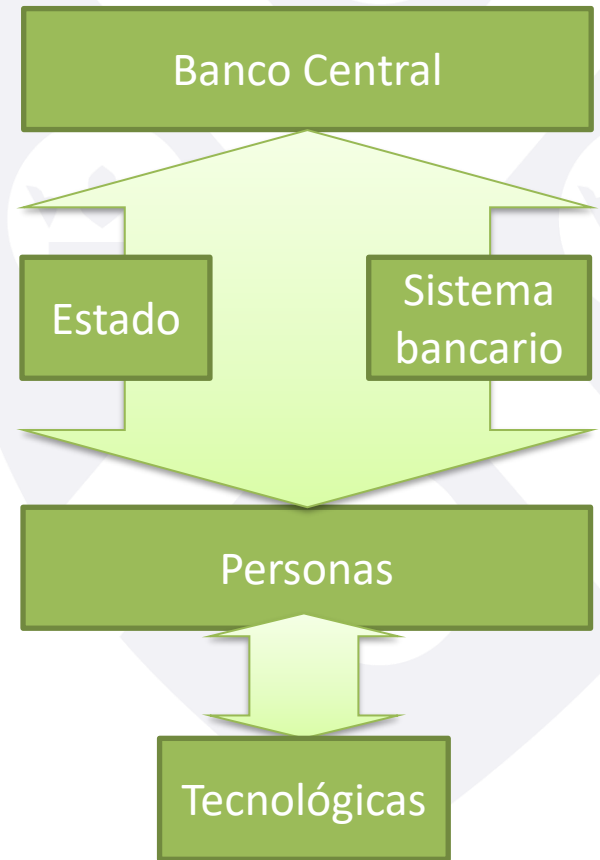 Banco Central
Estado
Sistema
bancario
Personas
Tecnológicas